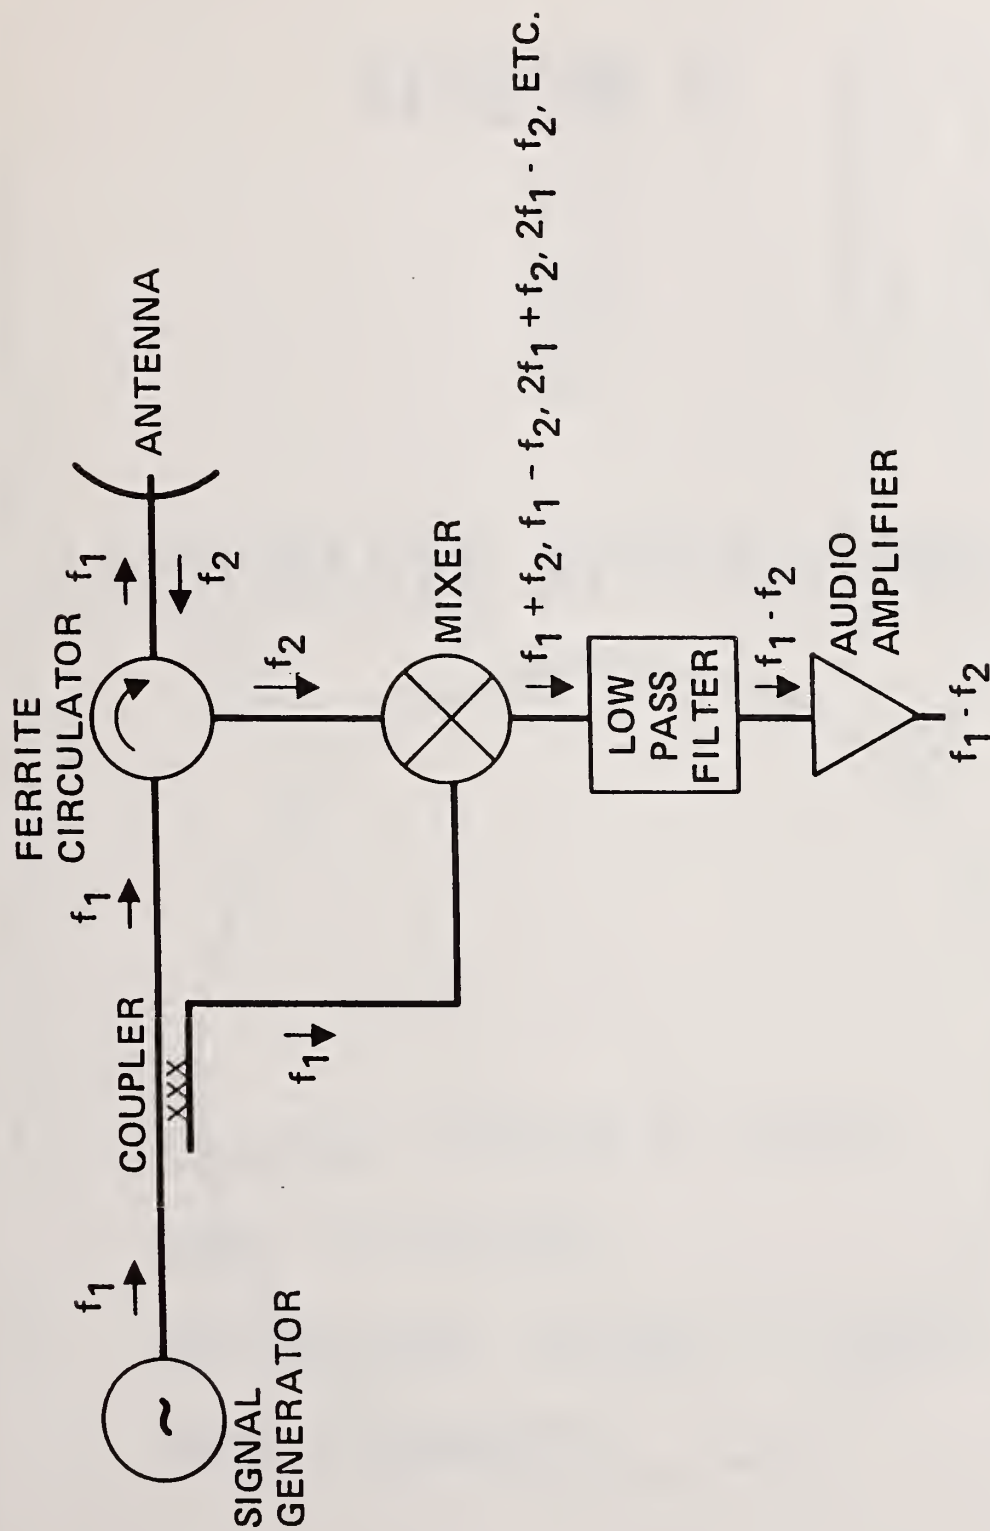 FERRITE
CIRCULATOR
f₁
COUPLER
f₁
f₁
f₂
ANTENNA
SIGNAL
GENERATOR
~
XXX
f₁
f₂
MIXER
f₁ + f₂, f₁ - f₂, 2f₁ + f₂, 2f₁ - f₂, ETC.
LOW
PASS
FILTER
f₁ - f₂
AUDIO
AMPLIFIER
f₁ - f₂